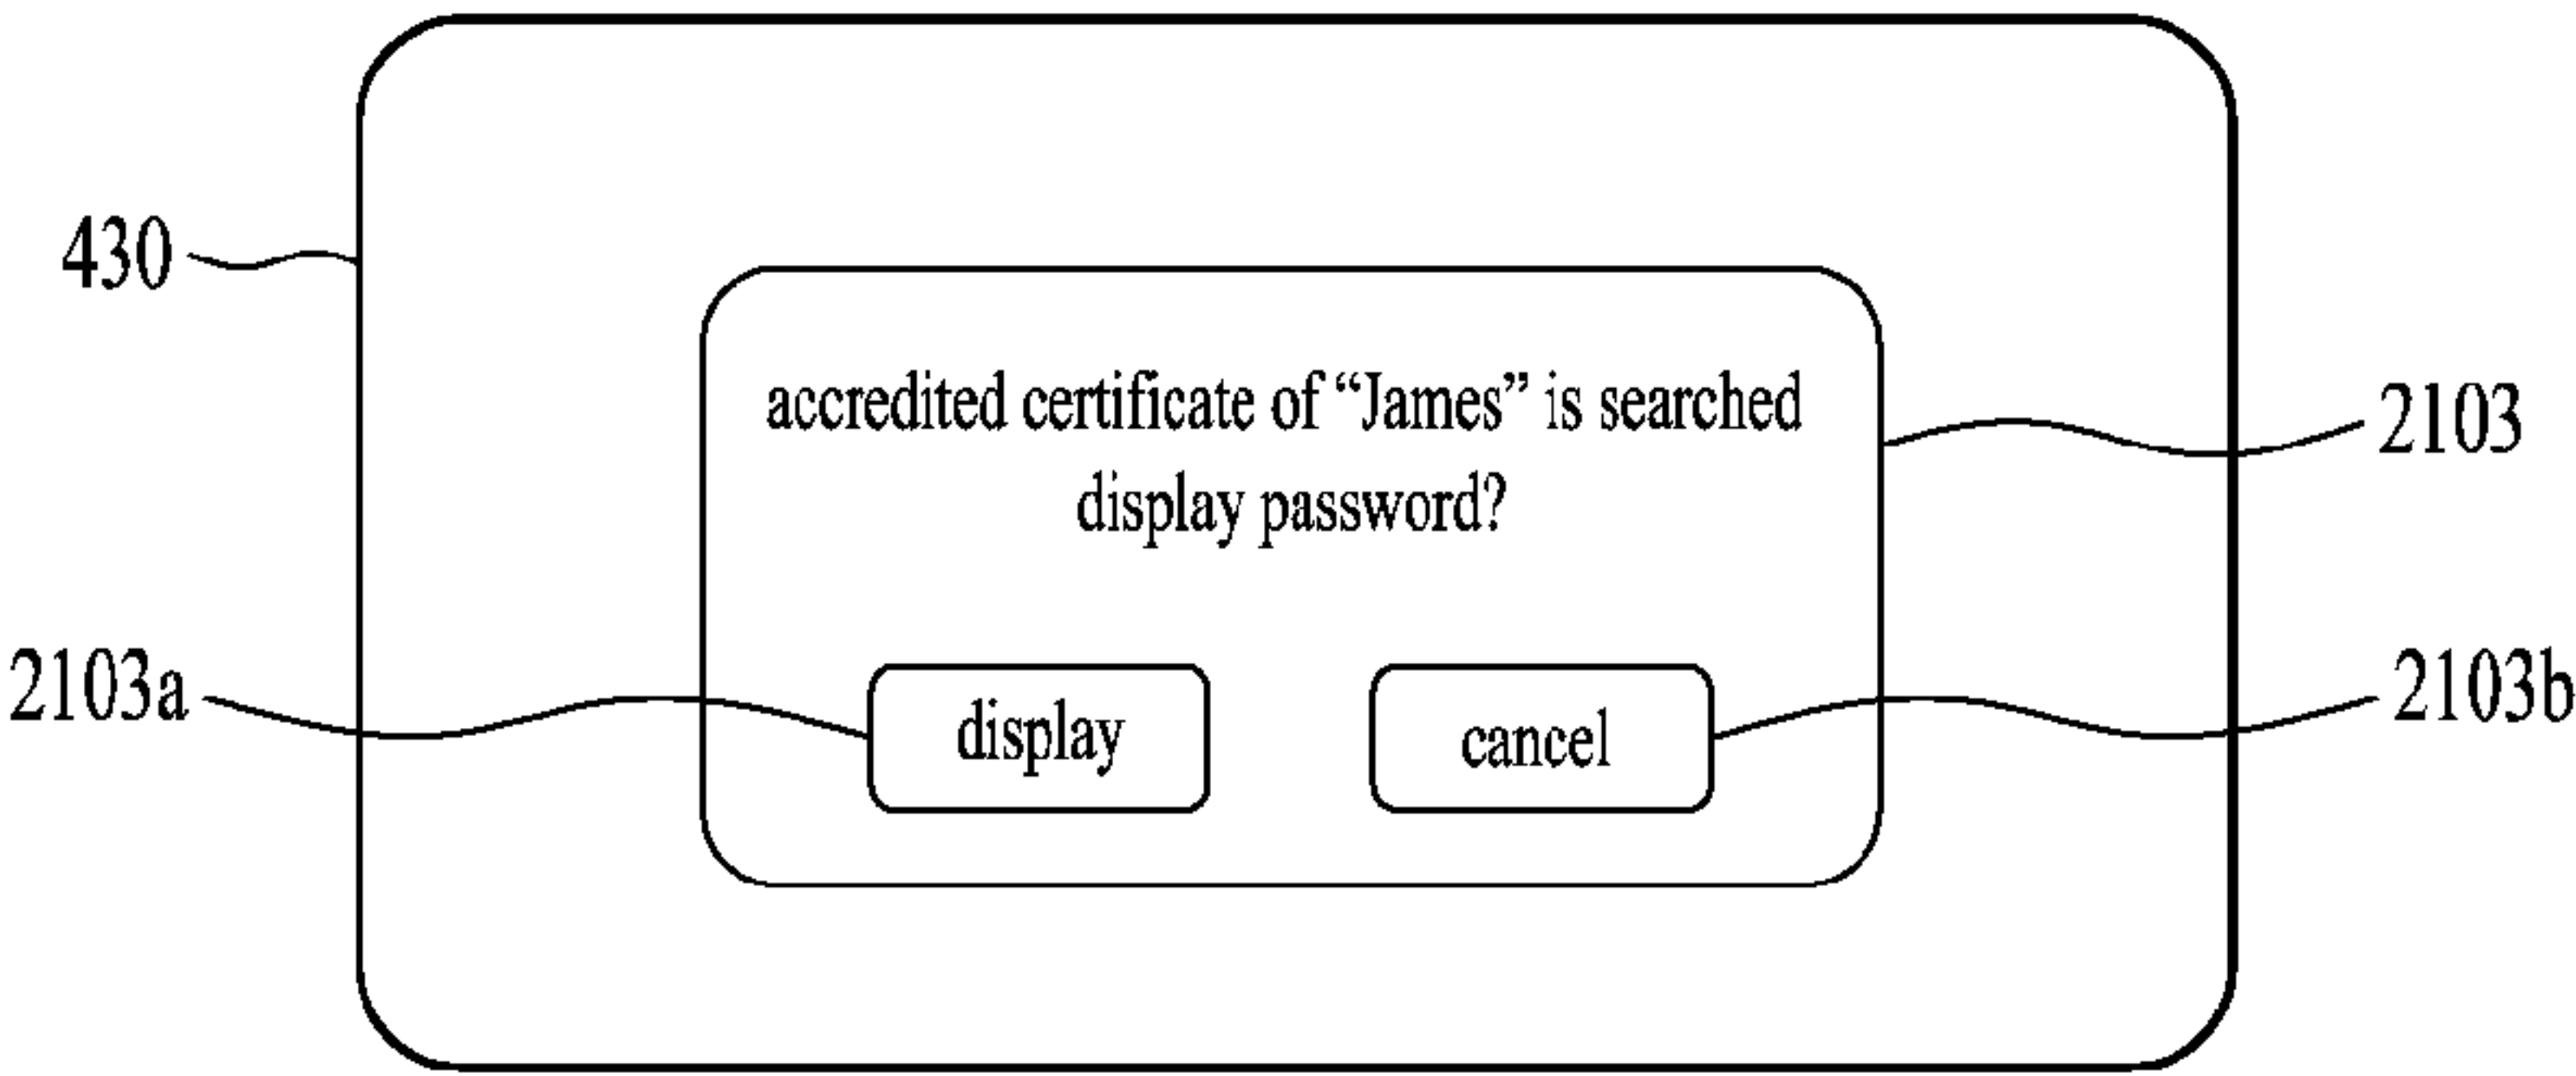 430
accredited certificate of “James” is searched
display password?
2103
2103a
display
cancel
2103b